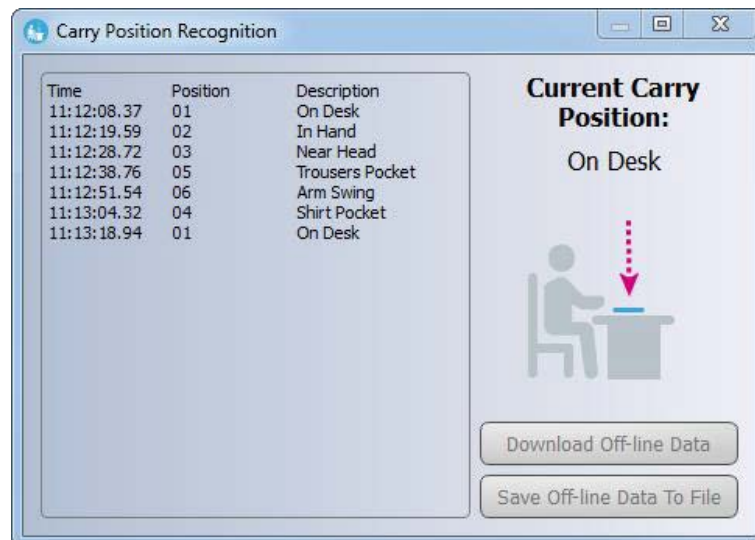 Carry Position Recognition
Time Position Description
11:12:08.37 01 On Desk
11:12:19.59 02 In Hand
11:12:28.72 03 Near Head
11:12:38.76 05 Trousers Pocket
11:12:51.54 06 Arm Swing
11:13:04.32 04 Shirt Pocket
11:13:18.94 01 On Desk
Current Carry
Position:
On Desk
Download Off-line Data
Save Off-line Data To File